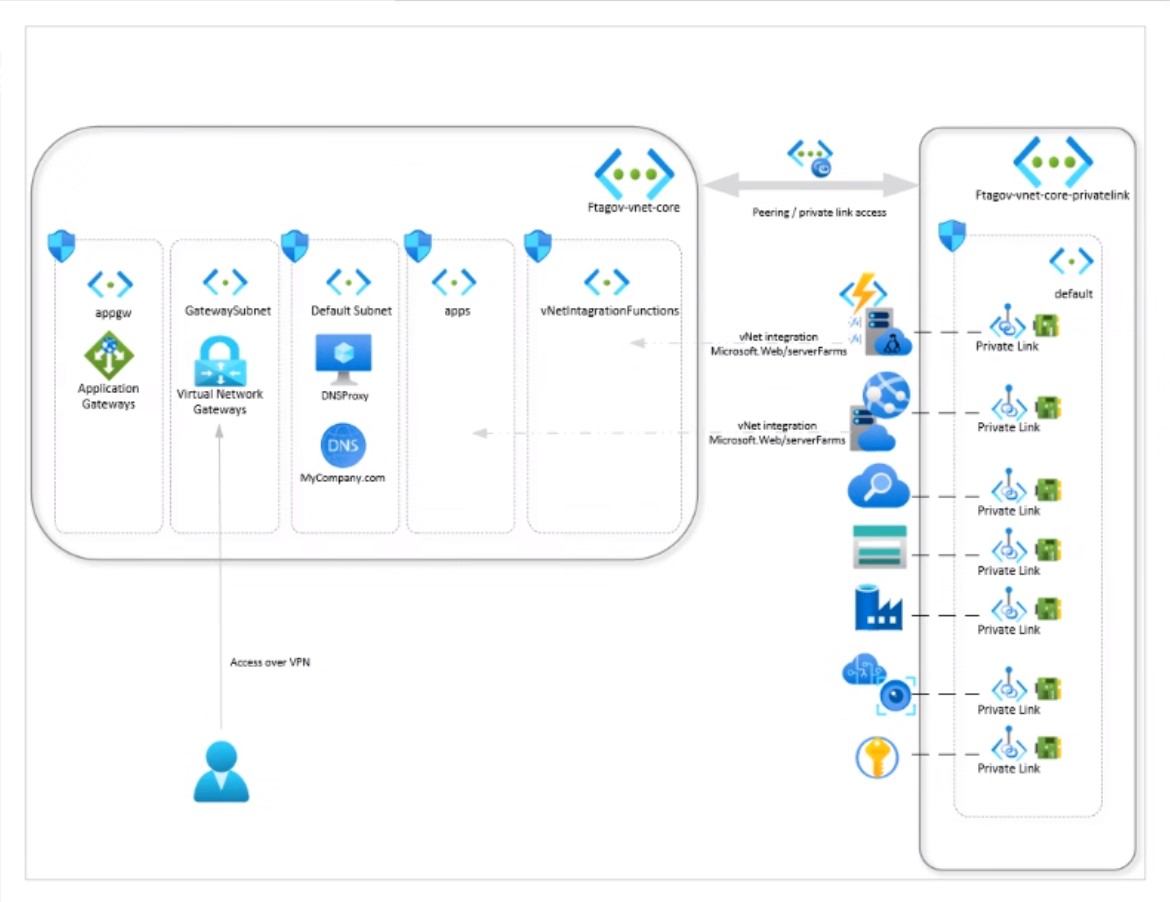 Ftagov-vnet-core
Peering / private link access
Ftagov-vnet-core-privatelink
appgw
GatewaySubnet
Default Subnet
apps
vNetIntagrationFunctions
default
Application
Gateways
Virtual Network
Gateways
DNSProxy
DNS
MyCompany.com
vNet integration
Microsoft.Web/serverFarms
vNet integration
Microsoft.Web/serverFarms
Private Link
Private Link
Private Link
Private Link
Private Link
Private Link
Private Link
Access over VPN